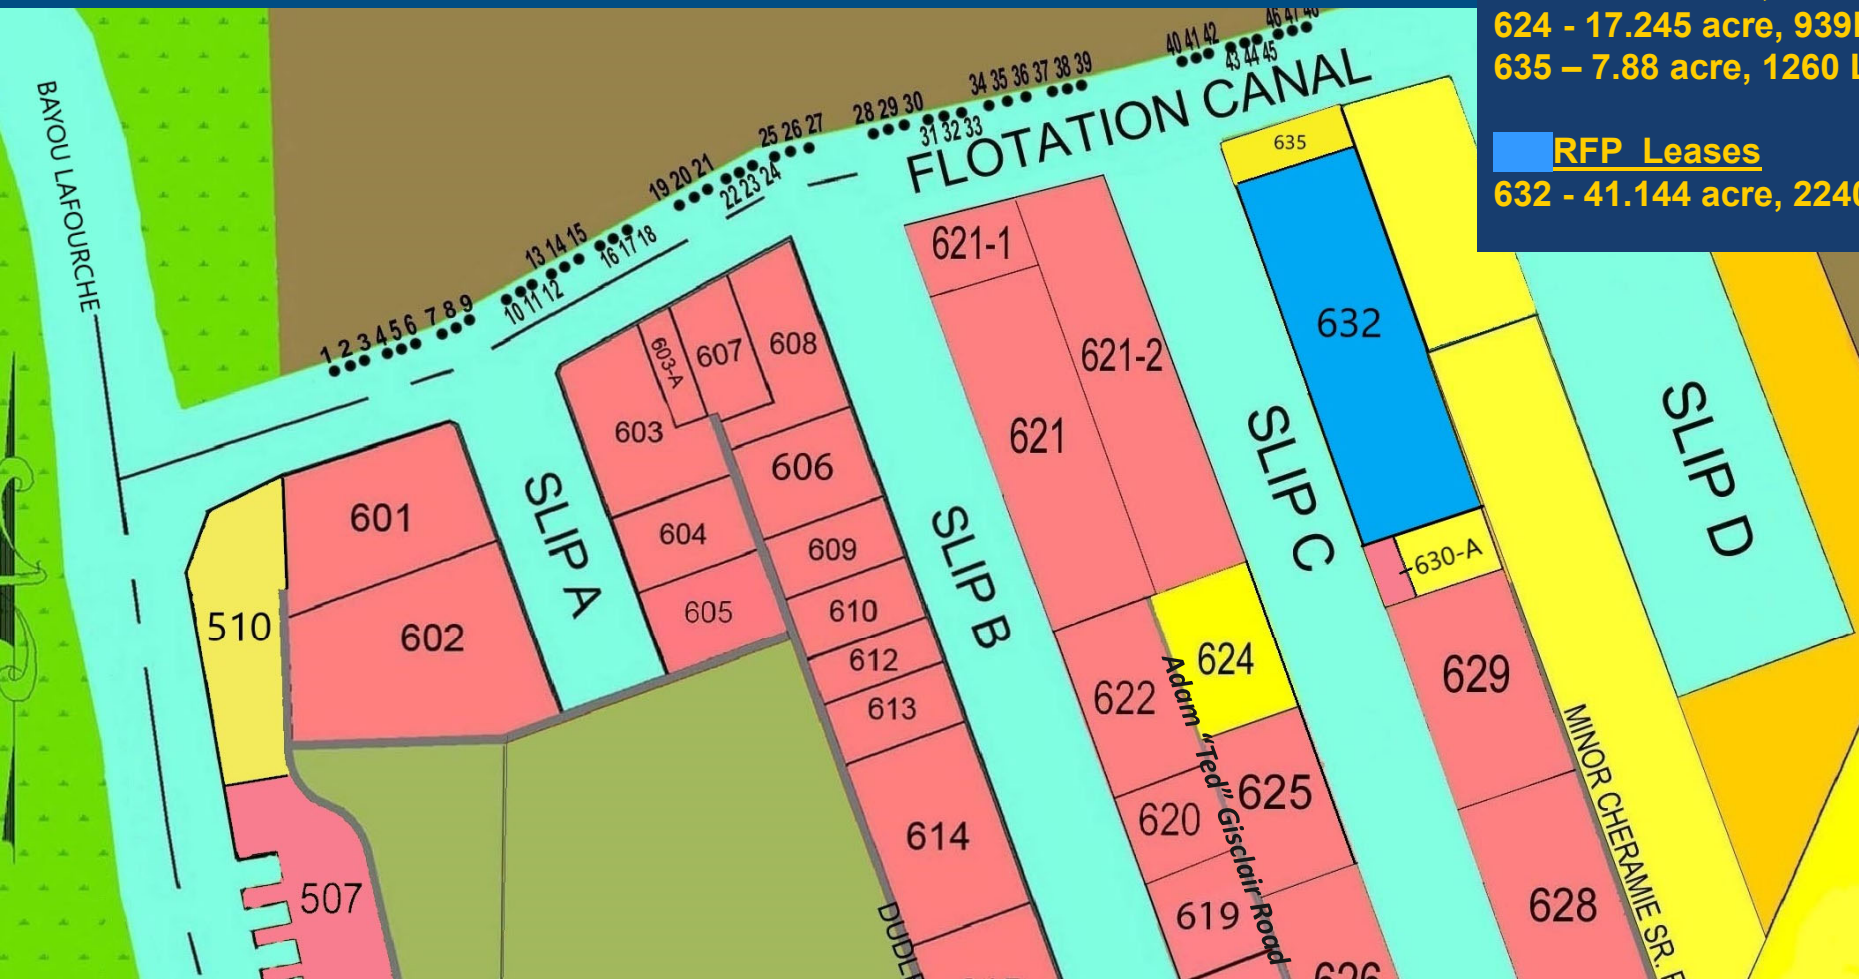 624 - 17.245 acre, 939
635 – 7.88 acre, 1260 L
RFP Leases
632 - 41.144 acre, 2240
BAYOU LAFOURCHE
1 2 3 4 5 6 7 8 9
10 11 12
13 14 15
16 17 18
19 20 21
22 23 24
25 26 27
28 29 30
31 32 33
34 35 36 37 38 39
40 41 42
43 44 45
46 47 48
FLOTATION CANAL
635
621-1
632
621-2
603-A
607
608
603
621
606
601
SLIP A
SLIP B
SLIP C
SLIP D
604
609
630-A
605
610
510
602
612
624
613
622
629
Adam “Ted” Gisclair Road
MINOR CHERAMIE SR.
614
620
625
507
619
628
626